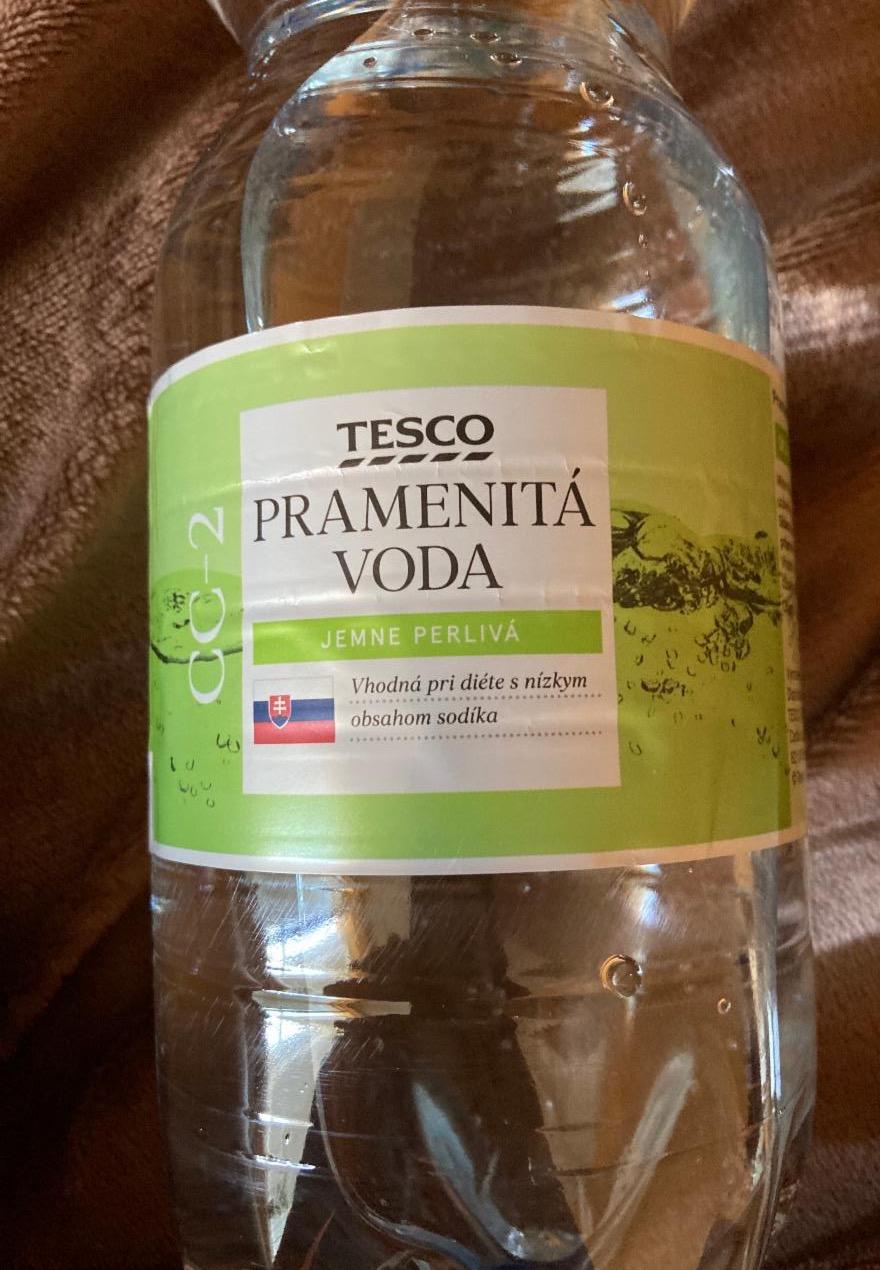 TESCO
PRAMENITÁ
VODA
JEMNE PERLIVÁ
Vhodná pri diéte s nízkym
obsahom sodíka
CC-2